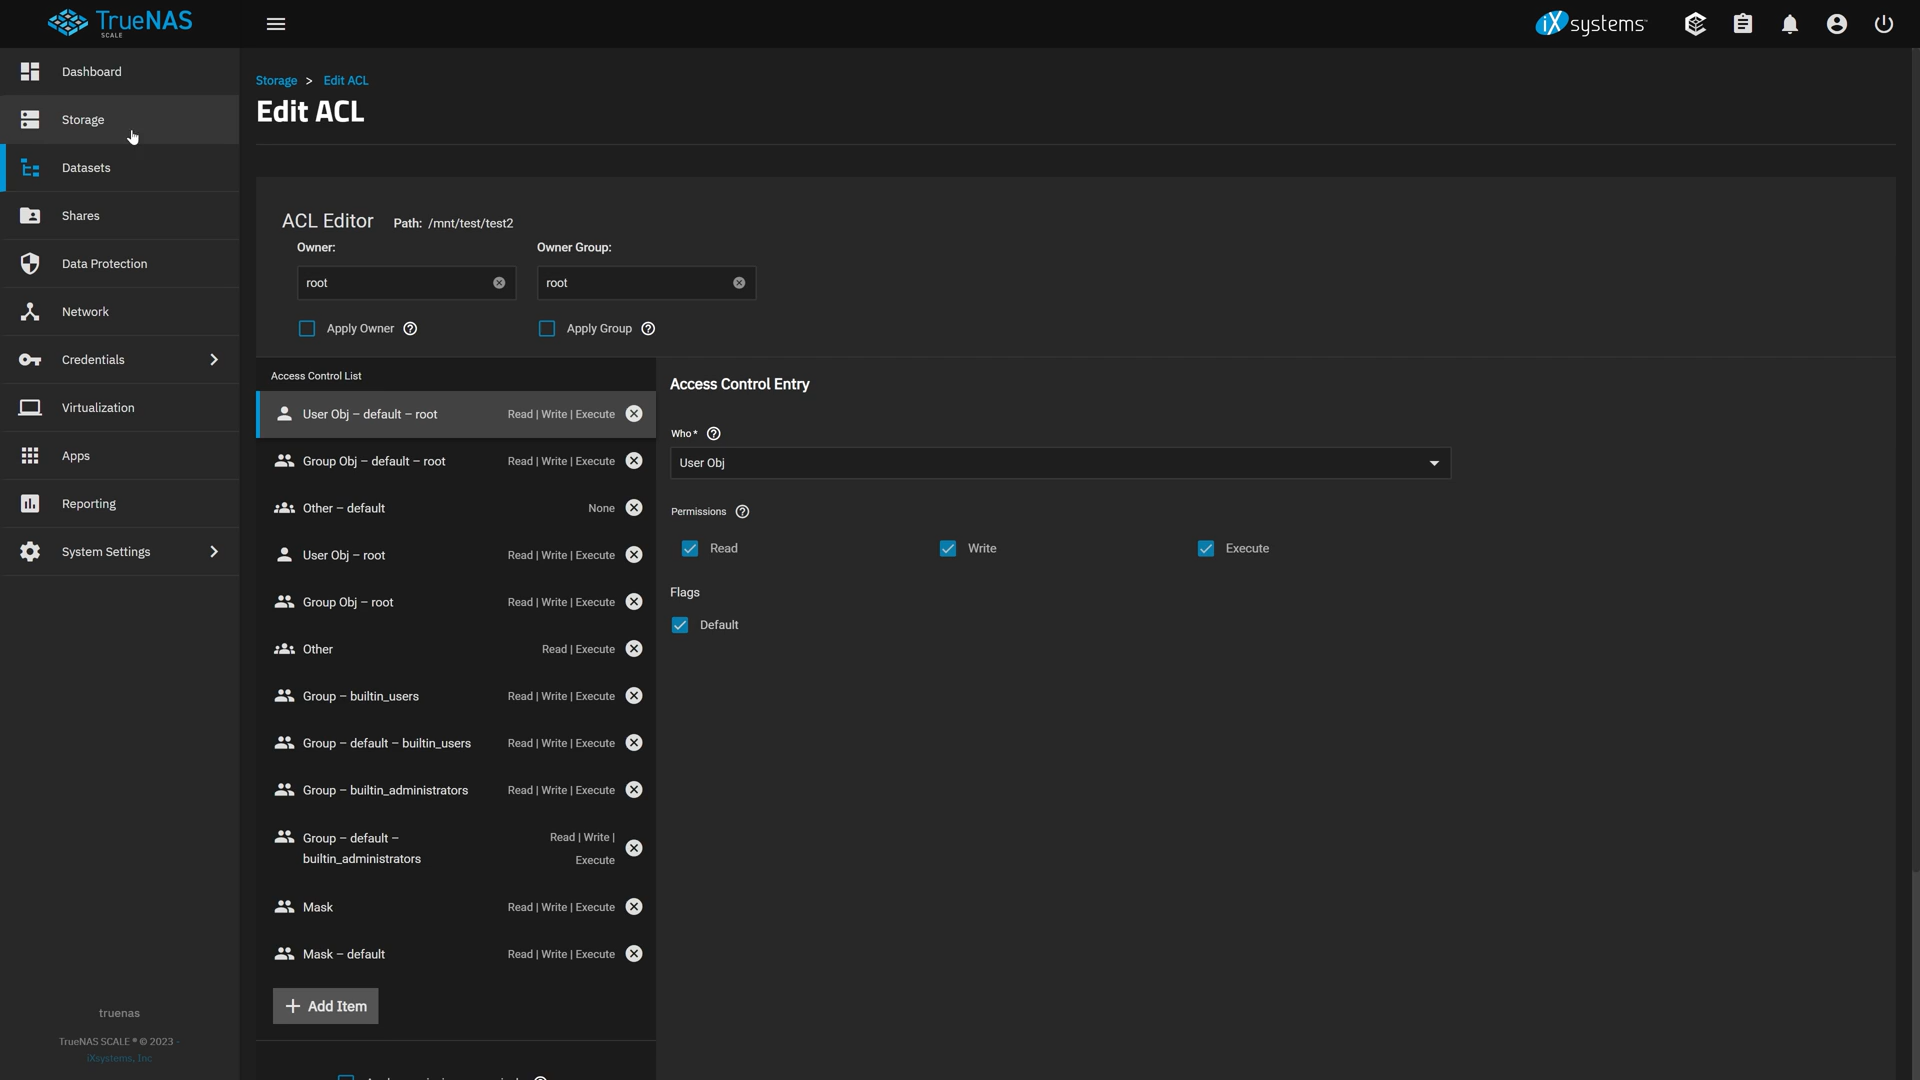 TrueNAS
SCALE
iXsystems™
Dashboard
Storage
Datasets
Shares
Data Protection
Network
Credentials
Virtualization
Apps
Reporting
System Settings
truenas
TrueNAS SCALE ® © 2023 -
iXsystems, Inc
Storage > Edit ACL
Edit ACL
ACL Editor Path: /mnt/test/test2
Owner: Owner Group:
root root
Apply Owner Apply Group
Access Control List
User Obj – default – root Read | Write | Execute
Group Obj – default – root Read | Write | Execute
Other – default None
User Obj – root Read | Write | Execute
Group Obj – root Read | Write | Execute
Other Read | Execute
Group – builtin_users Read | Write | Execute
Group – default – builtin_users Read | Write | Execute
Group – builtin_administrators Read | Write | Execute
Group – default – Read | Write |
builtin_administrators Execute
Mask Read | Write | Execute
Mask – default Read | Write | Execute
+ Add Item
Access Control Entry
Who*
User Obj
Permissions
Read Write Execute
Flags
Default